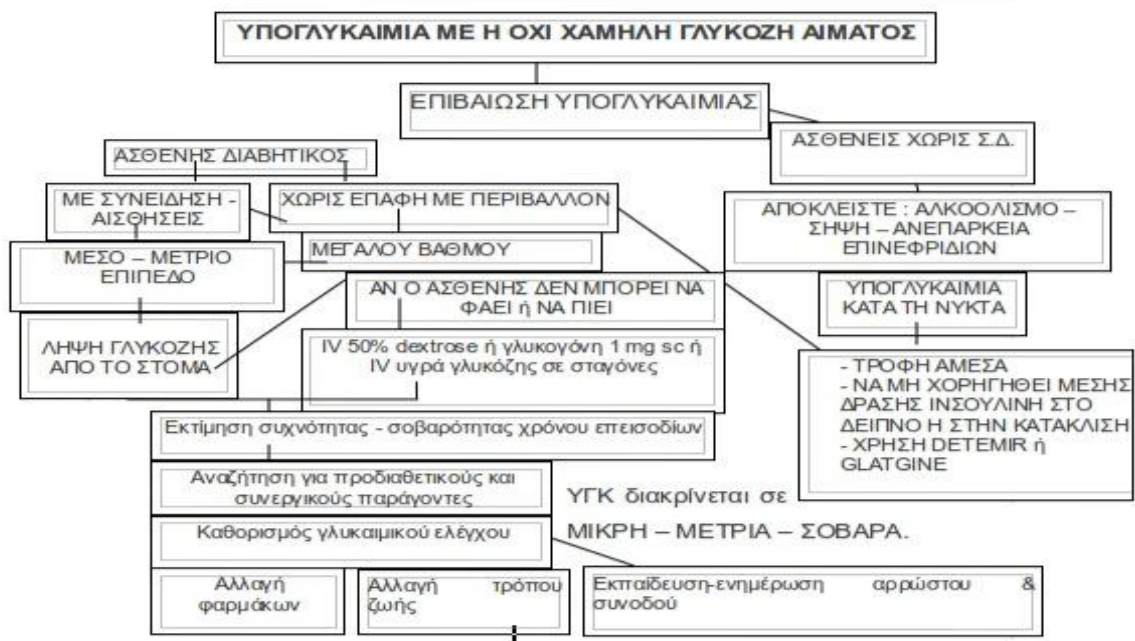 ΥΠΟΓΛΥΚΑΙΜΙΑ ΜΕ Η ΟΧΙ ΧΑΜΗΛΗ ΓΛΥΚΟΖΗ ΑΙΜΑΤΟΣ
ΕΠΙΒΑΙΩΣΗ ΥΠΟΓΛΥΚΑΙΜΙΑΣ
ΑΣΘΕΝΕΙΣ ΧΩΡΙΣ Σ.Δ.
ΑΣΘΕΝΗΣ ΔΙΑΒΗΤΙΚΟΣ
ΜΕ ΣΥΝΕΙΔΗΣΗ -
ΑΙΣΘΗΣΕΙΣ
ΧΩΡΙΣ ΕΠΑΦΗ ΜΕ ΠΕΡΙΒΑΛΛΟΝ
ΑΠΟΚΛΕΙΣΤΕ : ΑΛΚΟΟΛΙΣΜΟ –
ΣΗΨΗ – ΑΝΕΠΑΡΚΕΙΑ
ΕΠΙΝΕΦΡΙΔΙΩΝ
ΜΕΣΟ – ΜΕΤΡΙΟ
ΕΠΙΠΕΔΟ
ΜΕΓΑΛΟΥ ΒΑΘΜΟΥ
ΑΝ Ο ΑΣΘΕΝΗΣ ΔΕΝ ΜΠΟΡΕΙ ΝΑ
ΦΑΕΙ ή ΝΑ ΠΙΕΙ
ΥΠΟΓΛΥΚΑΙΜΙΑ
ΚΑΤΑ ΤΗ ΝΥΚΤΑ
ΛΗΨΗ ΓΛΥΚΟΖΗΣ
ΑΠΟ ΤΟ ΣΤΟΜΑ
IV 50% dextrose ή γλυκογόνη 1 mg sc ή
IV υγρά γλυκόζης σε σταγόνες
- ΤΡΟΦΗ ΑΜΕΣΑ
- ΝΑ ΜΗ ΧΟΡΗΓΗΘΕΙ ΜΕΣΗΣ
ΔΡΑΣΗΣ ΙΝΣΟΥΛΙΝΗ ΣΤΟ
ΔΕΙΠΝΟ Η ΣΤΗΝ ΚΑΤΑΚΛΙΣΗ
- ΧΡΗΣΗ DETEMIR ή
GLATGINE
Εκτίμηση συχνότητας - σοβαρότητας χρόνου επεισοδίων
Αναζήτηση για προδιαθετικούς και
συνεργικούς παράγοντες
ΥΓΚ διακρίνεται σε
ΜΙΚΡΗ – ΜΕΤΡΙΑ – ΣΟΒΑΡΑ.
Καθορισμός γλυκαιμικού ελέγχου
Αλλαγή
φαρμάκων
Αλλαγή τρόπου
ζωής
Εκπαίδευση-ενημέρωση αρρώστου &
συνοδού